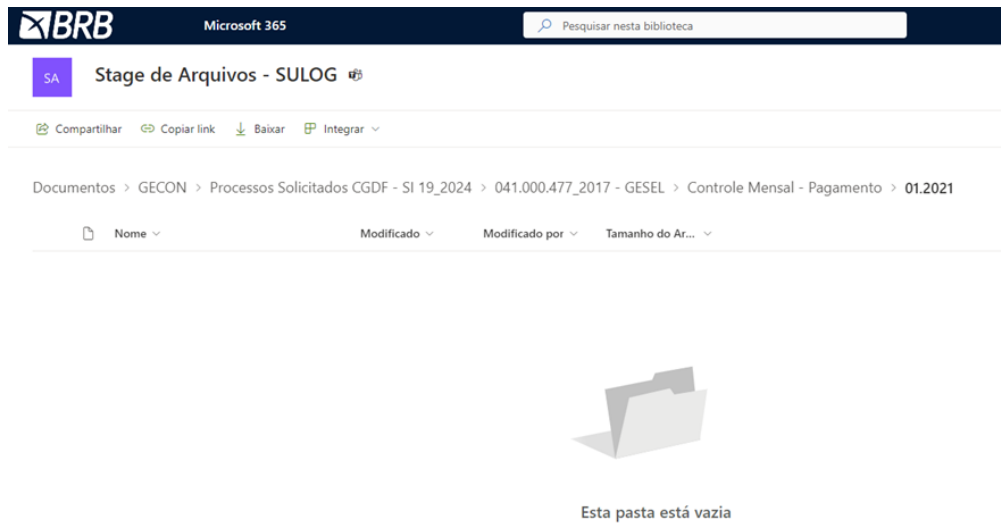 BRB Microsoft 365 Pesquisar nesta biblioteca
SA Stage de Arquivos - SULOG
Compartilhar Copiar link Baixar Integrar
Documentos > GECON > Processos Solicitados CGDF - SI 19_2024 > 041.000.477_2017 - GESEL > Controle Mensal - Pagamento > 01.2021
Nome Modificado Modificado por Tamanho do Ar...
Esta pasta está vazia